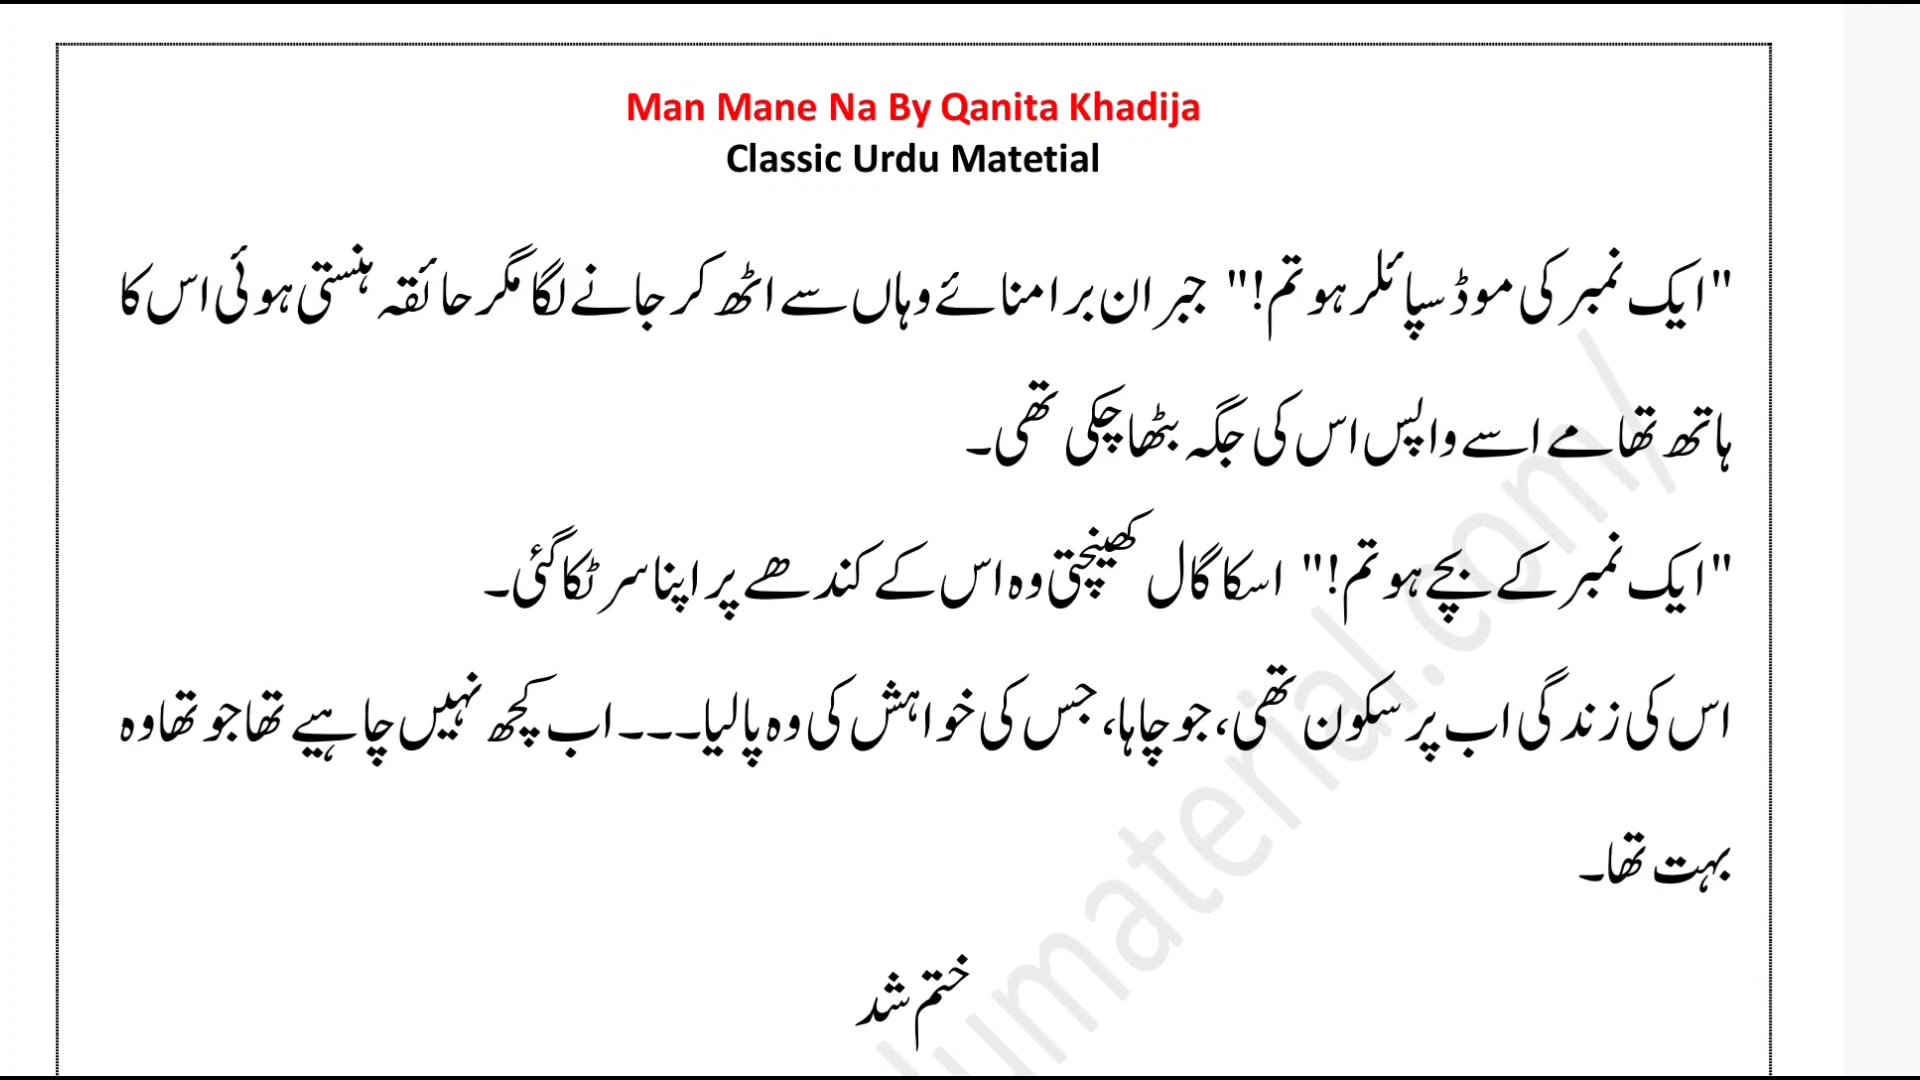 Man Mane Na By Qanita Khadija
Classic Urdu Matetial
"ایک نمبر کی موڈ سپائلر ہو تم!" جبران برا منائے وہاں سے اٹھ کر جانے لگا مگر حائقہ ہنستی ہوئی اس کا
ہاتھ تھامے اسے واپس اس کی جگہ بٹھا چکی تھی۔
"ایک نمبر کے بچے ہو تم!" اسکا گال کھینچتی وہ اس کے کندھے پر اپنا سر ٹکا گئی۔
اس کی زندگی اب پر سکون تھی، جو چاہا، جس کی خواہش کی وہ پالیا۔۔۔ اب کچھ نہیں چاہیے تھا جو تھا وہ
بہت تھا۔
ختم شد
umaterial.com/